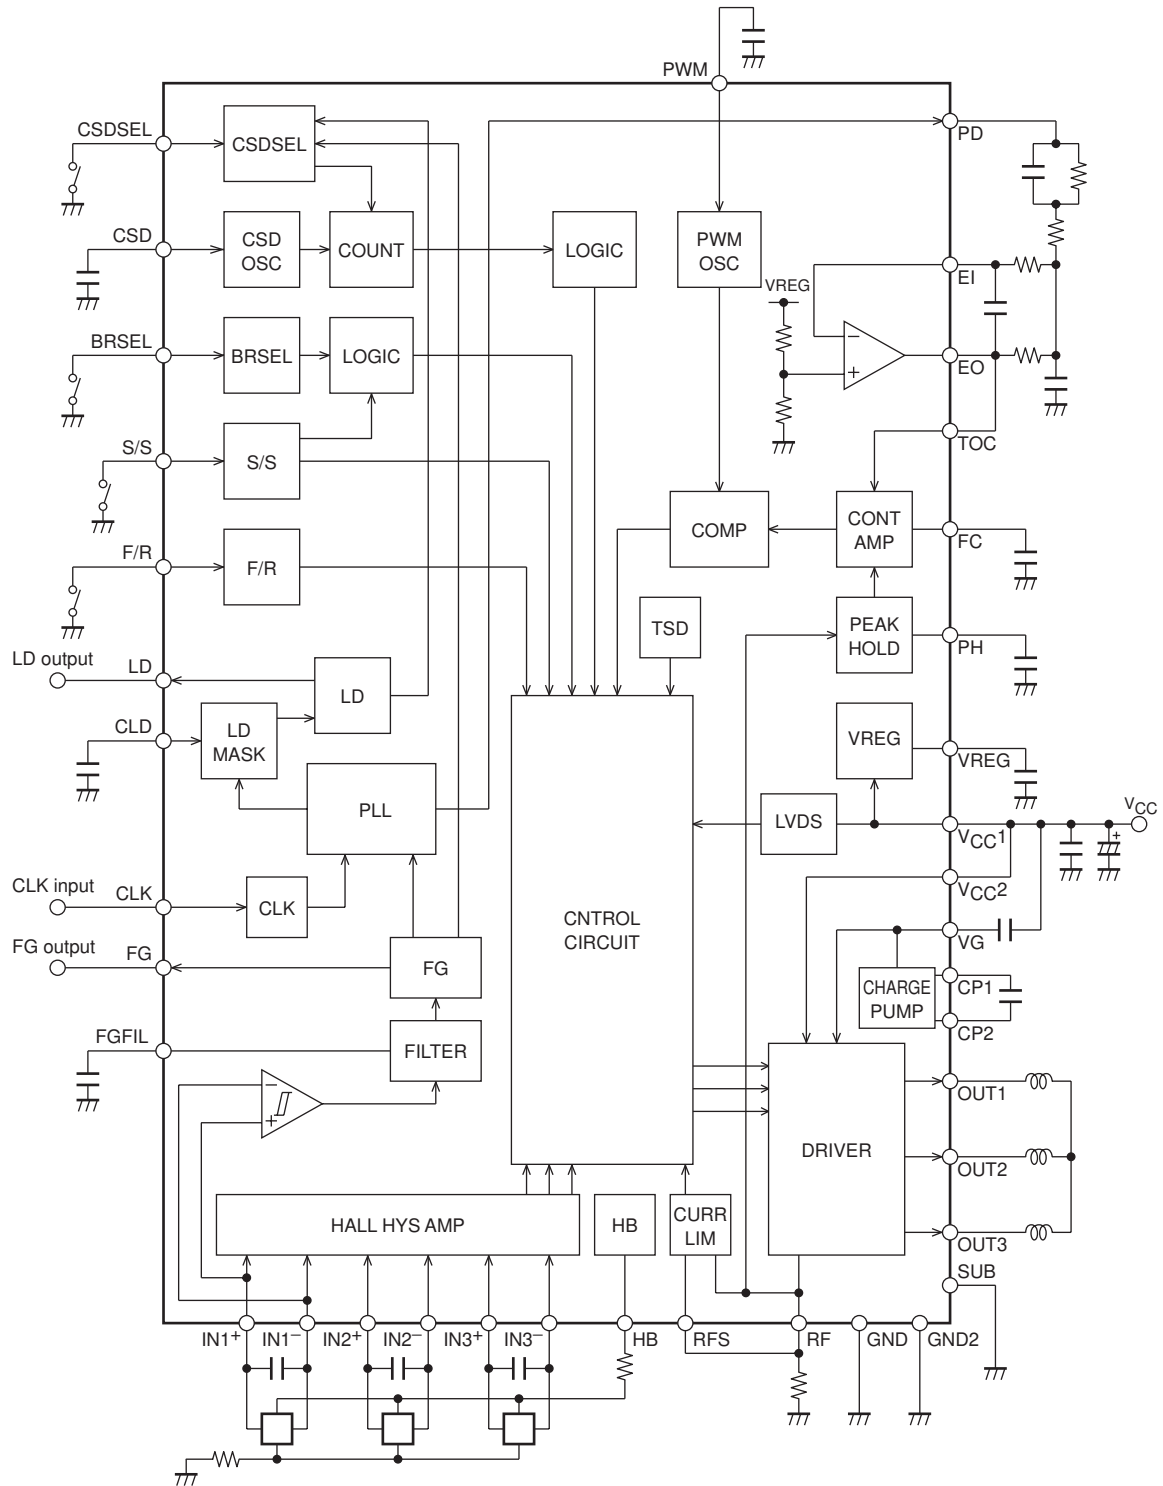 PWM
CSDSEL
CSDSEL
PD
CSD
CSD
OSC
COUNT
LOGIC
PWM
OSC
EI
VREG
BRSEL
BRSEL
LOGIC
−
+
EO
S/S
S/S
TOC
COMP
CONT
AMP
FC
F/R
F/R
TSD
PEAK
HOLD
PH
LD output
LD
LD
CLD
LD
MASK
VREG
VREG
PLL
LVDS
VCC1
VCC
+
VCC2
CLK input
CLK
CLK
CNTROL
CIRCUIT
VG
FG output
FG
FG
CHARGE
PUMP
CP1
CP2
FGFIL
FILTER
−
+
OUT1
DRIVER
OUT2
HALL HYS AMP
HB
CURR
LIM
OUT3
SUB
IN1+
IN1−
IN2+
IN2−
IN3+
IN3−
HB
RFS
RF
GND
GND2